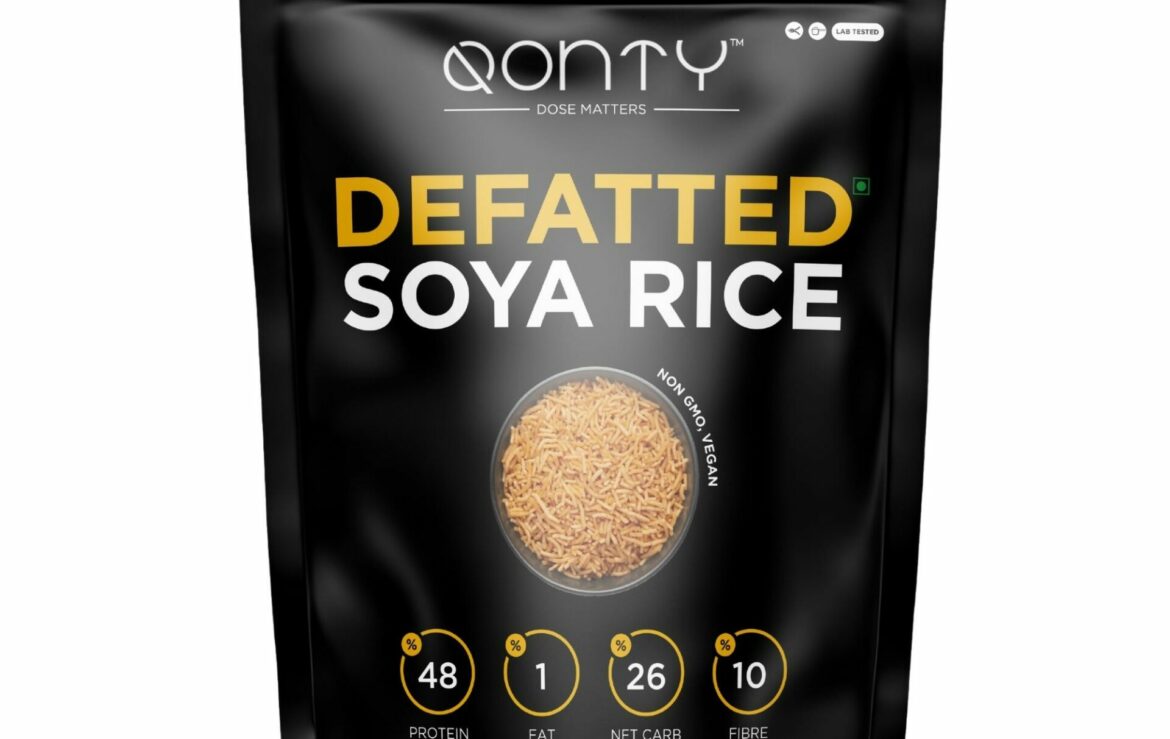 QONTY™
LAB TESTED
DOSE MATTERS
DEFATTED
SOYA RICE
NON GMO, VEGAN
% 48
PROTEIN
% 1
FAT
% 26
NET CARB
% 10
FIBRE